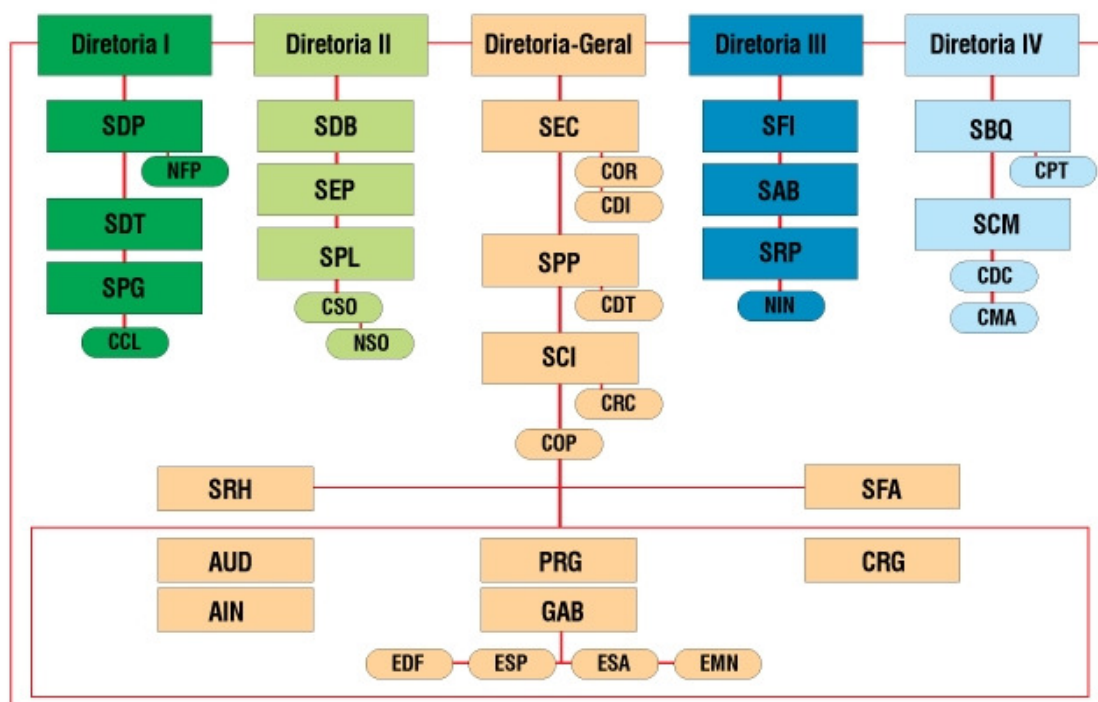 Diretoria I
Diretoria II
Diretoria-Geral
Diretoria III
Diretoria IV
SDP
NFP
SDT
SPG
CCL
SDB
SEP
SPL
CSO
NSO
SEC
COR
CDI
SPP
CDT
SCI
CRC
COP
SFI
SAB
SRP
NIN
SBQ
CPT
SCM
CDC
CMA
SRH
SFA
AUD
PRG
CRG
AIN
GAB
EDF
ESP
ESA
EMN